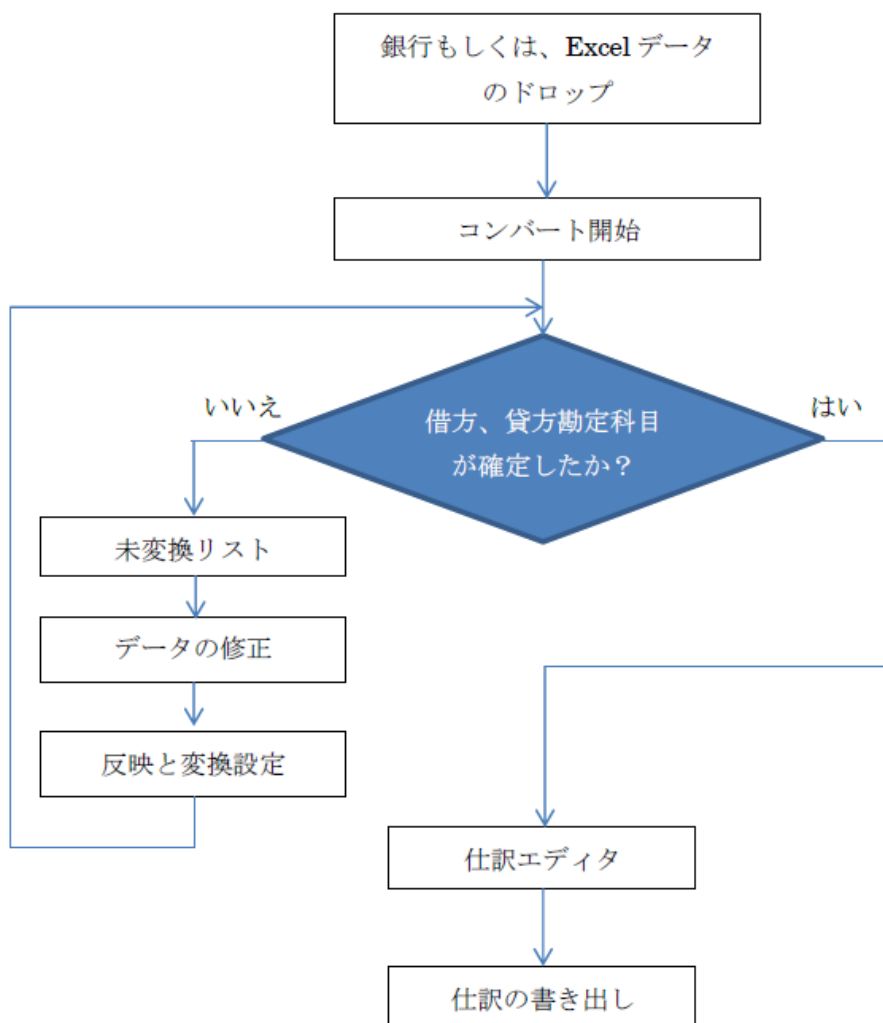 銀行もしくは、Excel データ
のドロップ
コンバート開始
いいえ
はい
借方、貸方勘定科目
が確定したか？
未変換リスト
データの修正
反映と変換設定
仕訳エディタ
仕訳の書き出し